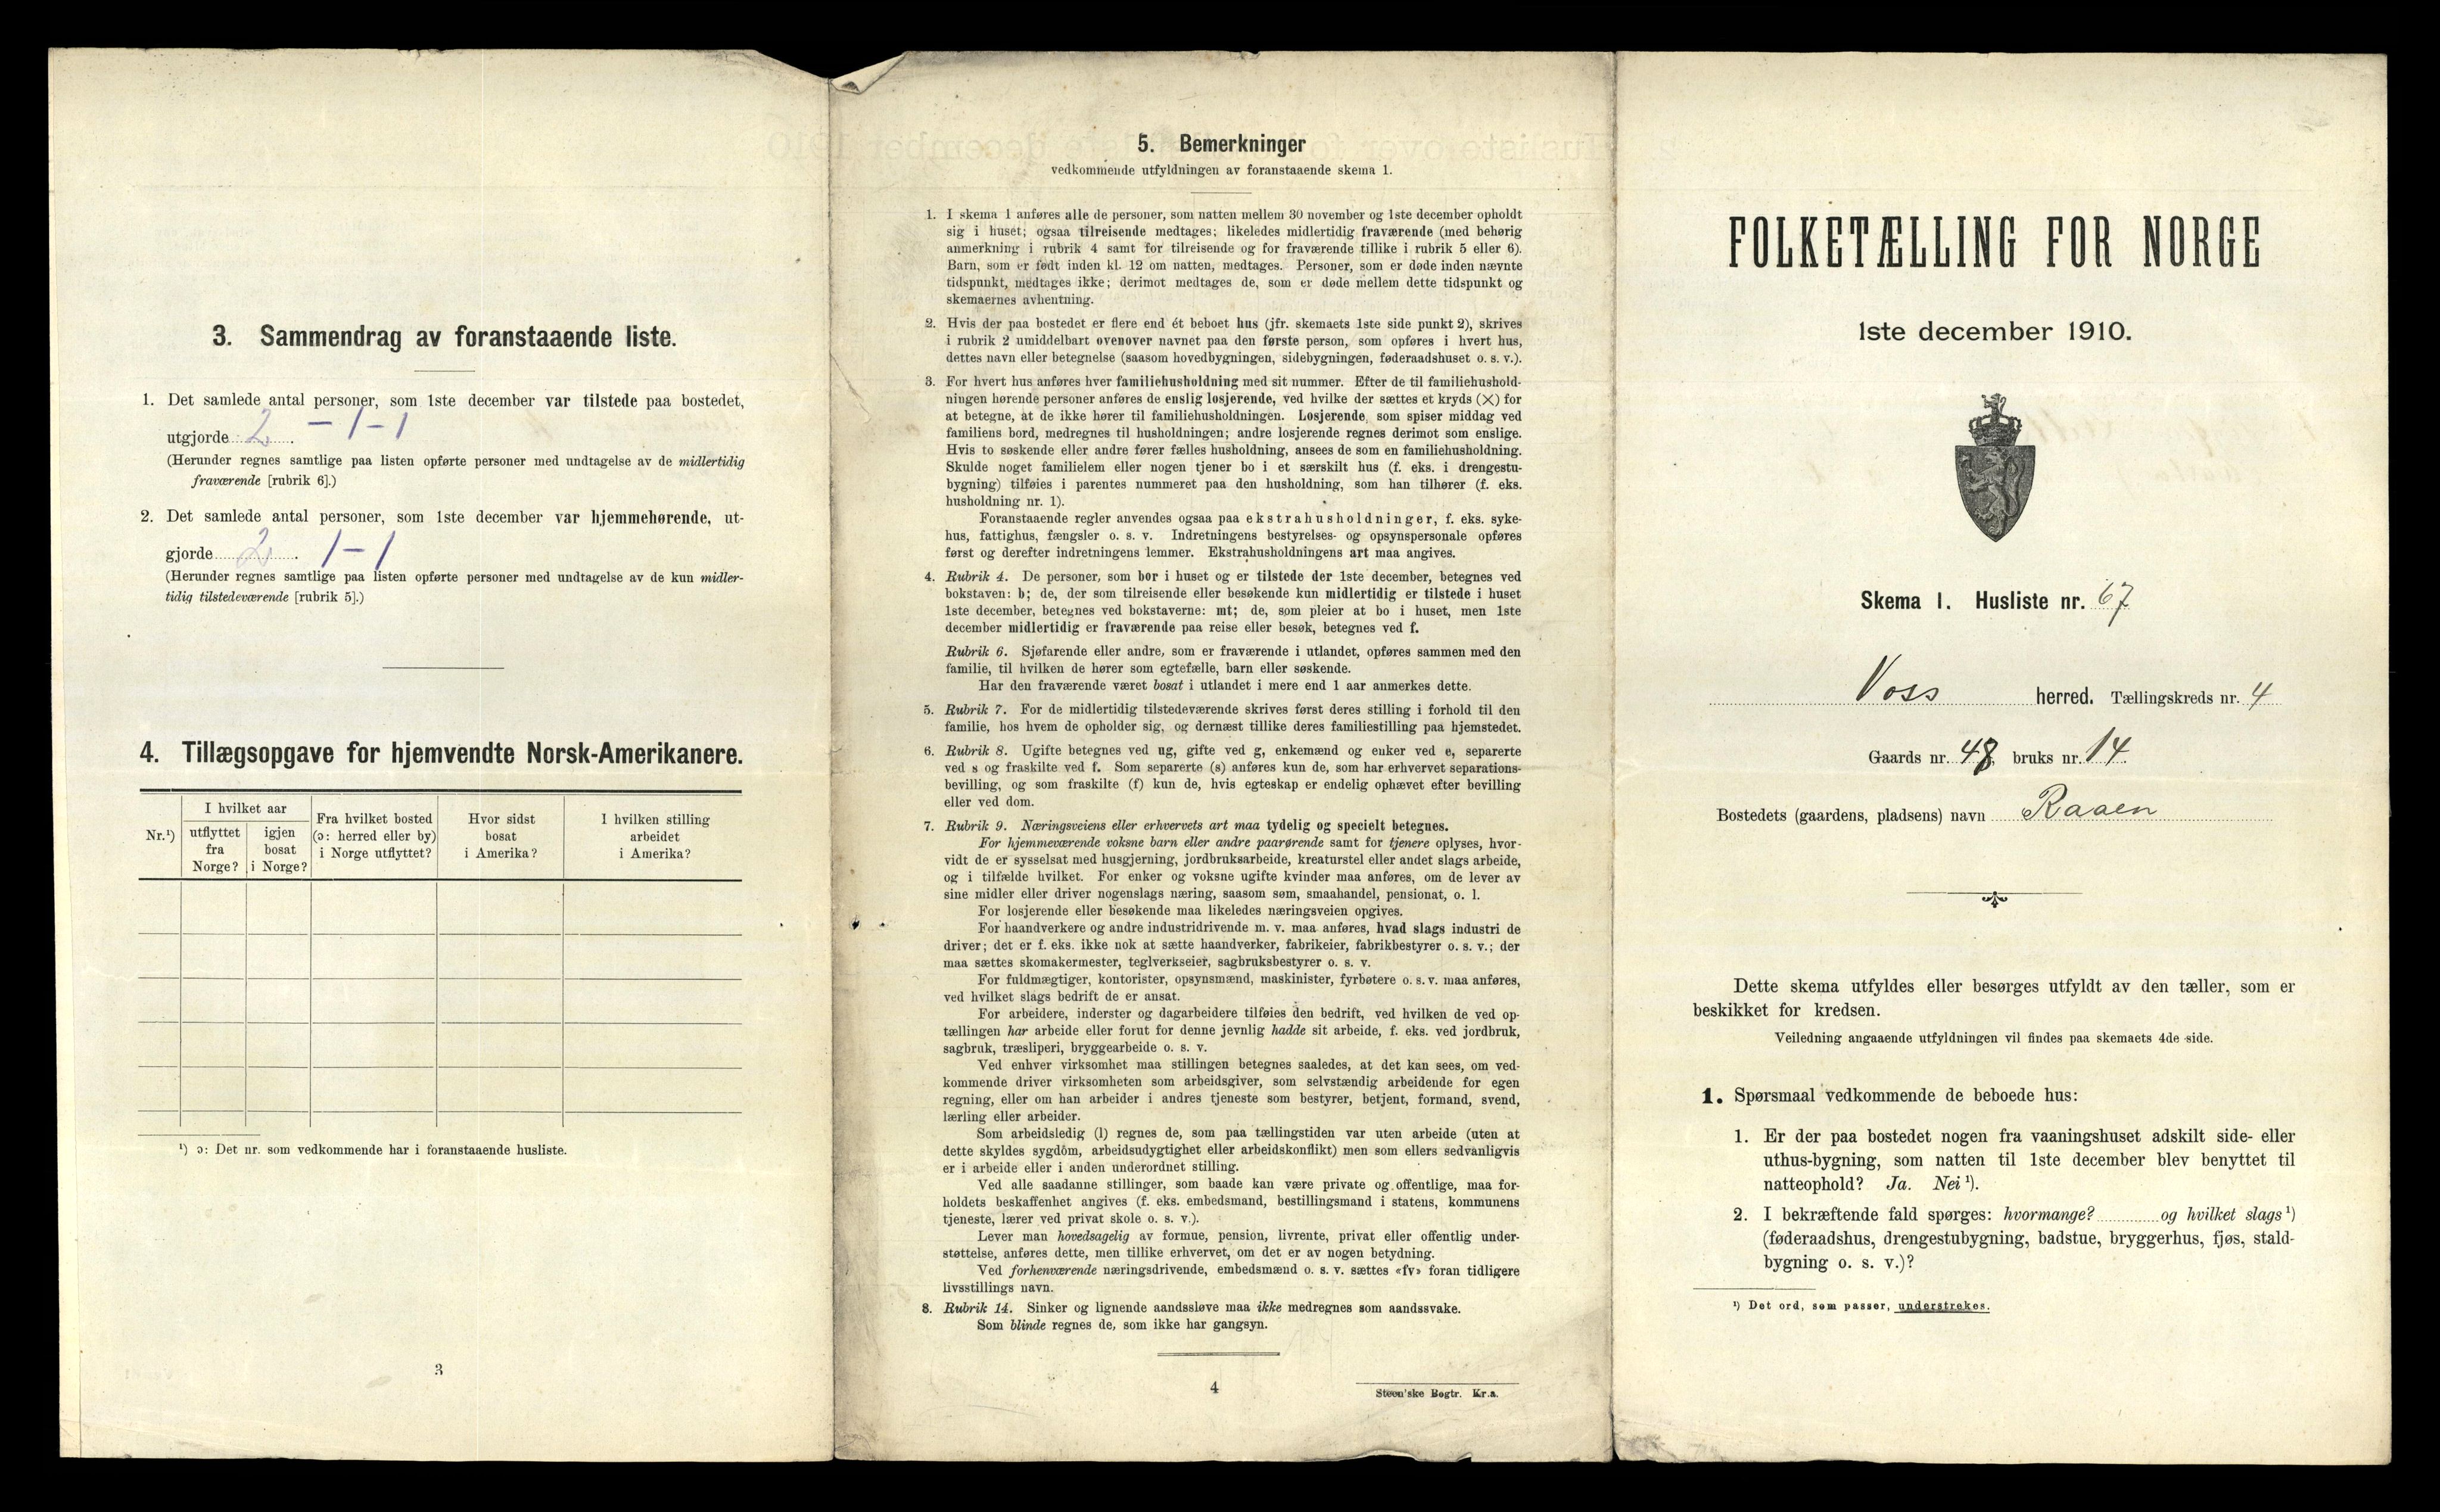 3. Sammendrag av foranstaaende liste.
1. Det samlede antal personer, som 1ste december var tilstede paa bostedet,
utgjorde 2 . – 1 – 1
(Herunder regnes samtlige paa listen opførte personer med undtagelse av de midlertidig
fraværende [rubrik 6].)
2. Det samlede antal personer, som 1ste december var hjemmehørende, ut-
gjorde 2 . 1 – 1
(Herunder regnes samtlige paa listen opførte personer med undtagelse av de kun midler-
tidig tilstedeværende [rubrik 5].)
4. Tillægsopgave for hjemvendte Norsk-Amerikanere.
Nr.¹)
I hvilket aar
utflyttet
fra
Norge?
igjen
bosat
i Norge?
Fra hvilket bosted
(ɔ: herred eller by)
i Norge utflyttet?
Hvor sidst
bosat
i Amerika?
I hvilken stilling
arbeidet
i Amerika?
¹) ɔ: Det nr. som vedkommende har i foranstaaende husliste.
3
5. Bemerkninger
vedkommende utfyldningen av foranstaaende skema 1.
1. I skema 1 anføres alle de personer, som natten mellem 30 november og 1ste december opholdt
sig i huset; ogsaa tilreisende medtages; likeledes midlertidig fraværende (med behørig
anmerkning i rubrik 4 samt for tilreisende og for fraværende tillike i rubrik 5 eller 6).
Barn, som er født inden kl. 12 om natten, medtages. Personer, som er døde inden nævnte
tidspunkt, medtages ikke; derimot medtages de, som er døde mellem dette tidspunkt og
skemaernes avhentning.
2. Hvis der paa bostedet er flere end ét beboet hus (jfr. skemaets 1ste side punkt 2), skrives
i rubrik 2 umiddelbart ovenover navnet paa den første person, som opføres i hvert hus,
dettes navn eller betegnelse (saasom hovedbygningen, sidebygningen, føderaadshuset o. s. v.).
3. For hvert hus anføres hver familiehusholdning med sit nummer. Efter de til familiehushold-
ningen hørende personer anføres de enslig losjerende, ved hvilke der sættes et kryds (×) for
at betegne, at de ikke hører til familiehusholdningen. Losjerende som spiser middag ved
familiens bord, medregnes til husholdningen; andre losjerende regnes derimot som enslige.
Hvis to søskende eller andre fører fælles husholdning, ansees de som en familiehusholdning.
Skulde noget familielem eller nogen tjener bo i et særskilt hus (f. eks. i drengestu-
bygning) tilføies i parentes nummeret paa den husholdning, som han tilhører (f. eks.
husholdning nr. 1).
Foranstaaende regler anvendes ogsaa paa ekstrahusholdninger, f. eks. syke-
hus, fattighus, fængsler o. s. v. Indretningens bestyrelses- og opsynspersonale opføres
først og derefter indretningens lemmer. Ekstrahusholdningens art maa angives.
4. Rubrik 4. De personer, som bor i huset og er tilstede der 1ste december, betegnes ved
bokstaven: b; de, der som tilreisende eller besøkende kun midlertidig er tilstede i huset
1ste december, betegnes ved bokstaverne: mt; de, som pleier at bo i huset, men 1ste
december midlertidig er fraværende paa reise eller besøk, betegnes ved f.
Rubrik 6. Sjøfarende eller andre, som er fraværende i utlandet, opføres sammen med den
familie, til hvilken de hører som egtefælle, barn eller søskende.
Har den fraværende været bosat i utlandet i mere end 1 aar anmerkes dette.
5. Rubrik 7. For de midlertidig tilstedeværende skrives først deres stilling i forhold til den
familie, hos hvem de opholder sig, og dernæst tillike deres familiestilling paa hjemstedet.
6. Rubrik 8. Ugifte betegnes ved ug, gifte ved g, enkemænd og enker ved e, separerte
ved s og fraskilte ved f. Som separerte (s) anføres kun de, som har erhvervet separations-
bevilling, og som fraskilte (f) kun de, hvis egteskap er endelig ophævet efter bevilling
eller ved dom.
7. Rubrik 9. Næringsveiens eller erhvervets art maa tydelig og specielt betegnes.
For hjemmeværende voksne barn eller andre paarørende samt for tjenere oplyses, hvor-
vidt de er sysselsat med husgjerning, jordbruksarbeide, kreaturstel eller andet slags arbeide,
og i tilfælde hvilket. For enker og voksne ugifte kvinder maa anføres, om de lever av
sine midler eller driver nogenslags næring, saasom søm, smaahandel, pensionat, o. l.
For losjerende eller besøkende maa likeledes næringsveien opgives.
For haandverkere og andre industridrivende m. v. maa anføres, hvad slags industri de
driver; det er f. eks. ikke nok at sætte haandverker, fabrikeier, fabrikbestyrer o. s. v.; der
maa sættes skomakermester, teglverkseier, sagbruksbestyrer o. s. v.
For fuldmægtiger, kontorister, opsynsmænd, maskinister, fyrbøtere o. s. v. maa anføres,
ved hvilket slags bedrift de er ansat.
For arbeidere, inderster og dagarbeidere tilføies den bedrift, ved hvilken de ved op-
tællingen har arbeide eller forut for denne jevnlig hadde sit arbeide, f. eks. ved jordbruk,
sagbruk, træsliperi, bryggearbeide o. s. v.
Ved enhver virksomhet maa stillingen betegnes saaledes, at det kan sees, om ved-
kommende driver virksomheten som arbeidsgiver, som selvstændig arbeidende for egen
regning, eller om han arbeider i andres tjeneste som bestyrer, betjent, formand, svend,
lærling eller arbeider.
Som arbeidsledig (l) regnes de, som paa tællingstiden var uten arbeide (uten at
dette skyldes sygdom, arbeidsudygtighet eller arbeidskonflikt) men som ellers sedvanligvis
er i arbeide eller i anden underordnet stilling.
Ved alle saadanne stillinger, som baade kan være private og offentlige, maa for-
holdets beskaffenhet angives (f. eks. embedsmand, bestillingsmand i statens, kommunens
tjeneste, lærer ved privat skole o. s. v.).
Lever man hovedsagelig av formue, pension, livrente, privat eller offentlig under-
støttelse, anføres dette, men tillike erhvervet, om det er av nogen betydning.
Ved forhenværende næringsdrivende, embedsmænd o. s. v. sættes «fv» foran tidligere
livsstillings navn.
8. Rubrik 14. Sinker og lignende aandssløve maa ikke medregnes som aandssvake.
Som blinde regnes de, som ikke har gangsyn.
4
Steen'ske Bogtr. Kr.a.
FOLKETÆLLING FOR NORGE
1ste december 1910.
Skema 1. Husliste nr. 67
Voss herred. Tællingskreds nr. 4
Gaards nr. 48 bruks nr. 14
Bostedets (gaardens, pladsens) navn Raaen
Dette skema utfyldes eller besørges utfyldt av den tæller, som er
beskikket for kredsen.
Veiledning angaaende utfyldningen vil findes paa skemaets 4de side.
1. Spørsmaal vedkommende de beboede hus:
1. Er der paa bostedet nogen fra vaaningshuset adskilt side- eller
uthus-bygning, som natten til 1ste december blev benyttet til
natteophold? Ja. Nei ¹).
2. I bekræftende fald spørges: hvormange? og hvilket slags ¹)
(føderaadshus, drengestubygning, badstue, bryggerhus, fjøs, stald-
bygning o. s. v.)?
¹) Det ord, som passer, understrekes.